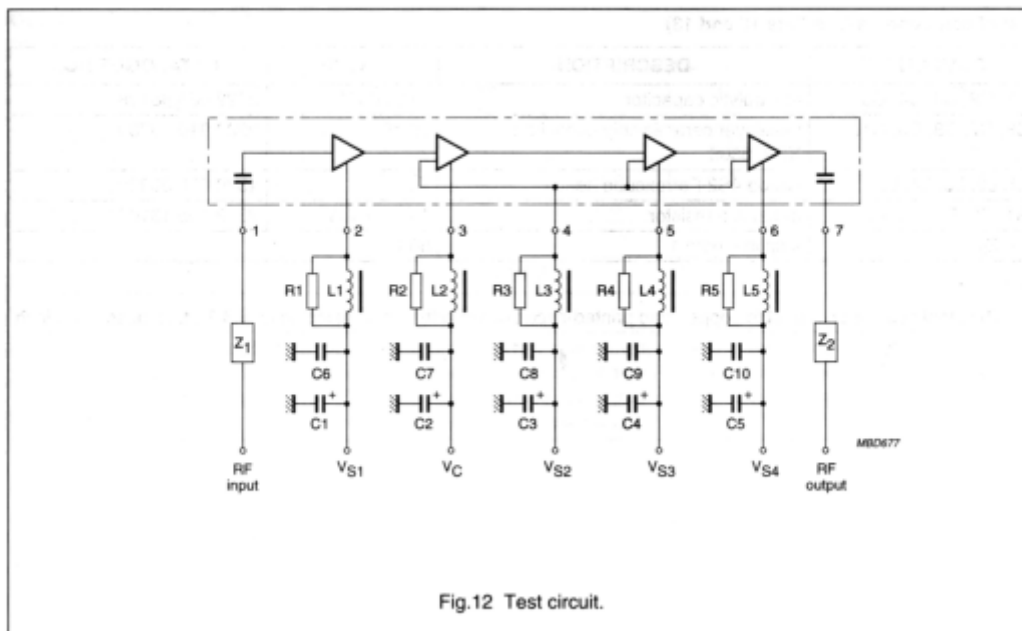 1 2 3 4 5 6 7
R1 L1 R2 L2 R3 L3 R4 L4 R5 L5
Z1 Z2
C6 C7 C8 C9 C10
+ + + + +
C1 C2 C3 C4 C5
MBD677
RF input VS1 VC VS2 VS3 VS4 RF output
Fig.12 Test circuit.